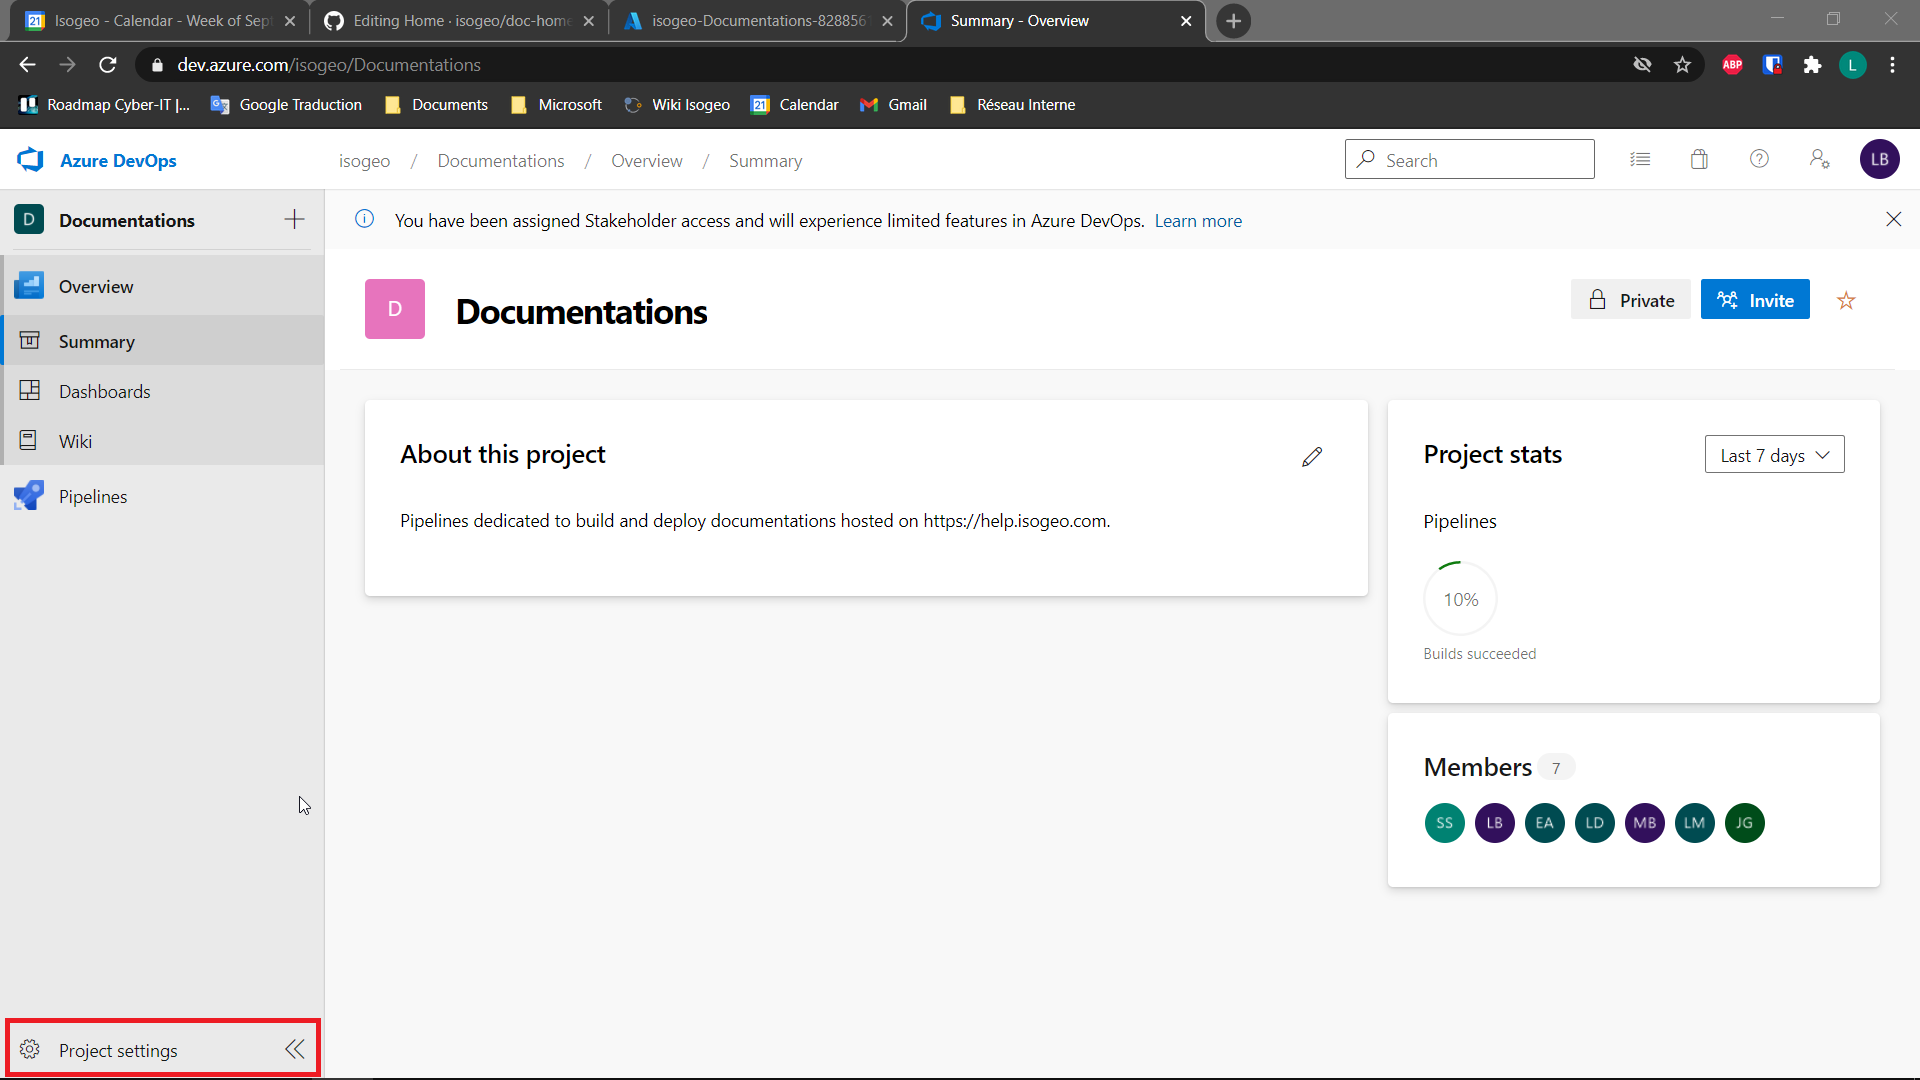 Isogeo - Calendar - Week of Sept
Editing Home · isogeo/doc-home
isogeo-Documentations-8288561
Summary - Overview
dev.azure.com/isogeo/Documentations
ABP
L
Roadmap Cyber-IT |...
Google Traduction
Documents
Microsoft
Wiki Isogeo
21
Calendar
Gmail
Réseau Interne
Azure DevOps
isogeo / Documentations / Overview / Summary
Search
LB
D
Documentations
You have been assigned Stakeholder access and will experience limited features in Azure DevOps. Learn more
Overview
Summary
Dashboards
Wiki
Pipelines
D
Documentations
Private
Invite
About this project
Pipelines dedicated to build and deploy documentations hosted on https://help.isogeo.com.
Project stats
Last 7 days
Pipelines
10%
Builds succeeded
Members 7
SS LB EA LD MB LM JG
Project settings